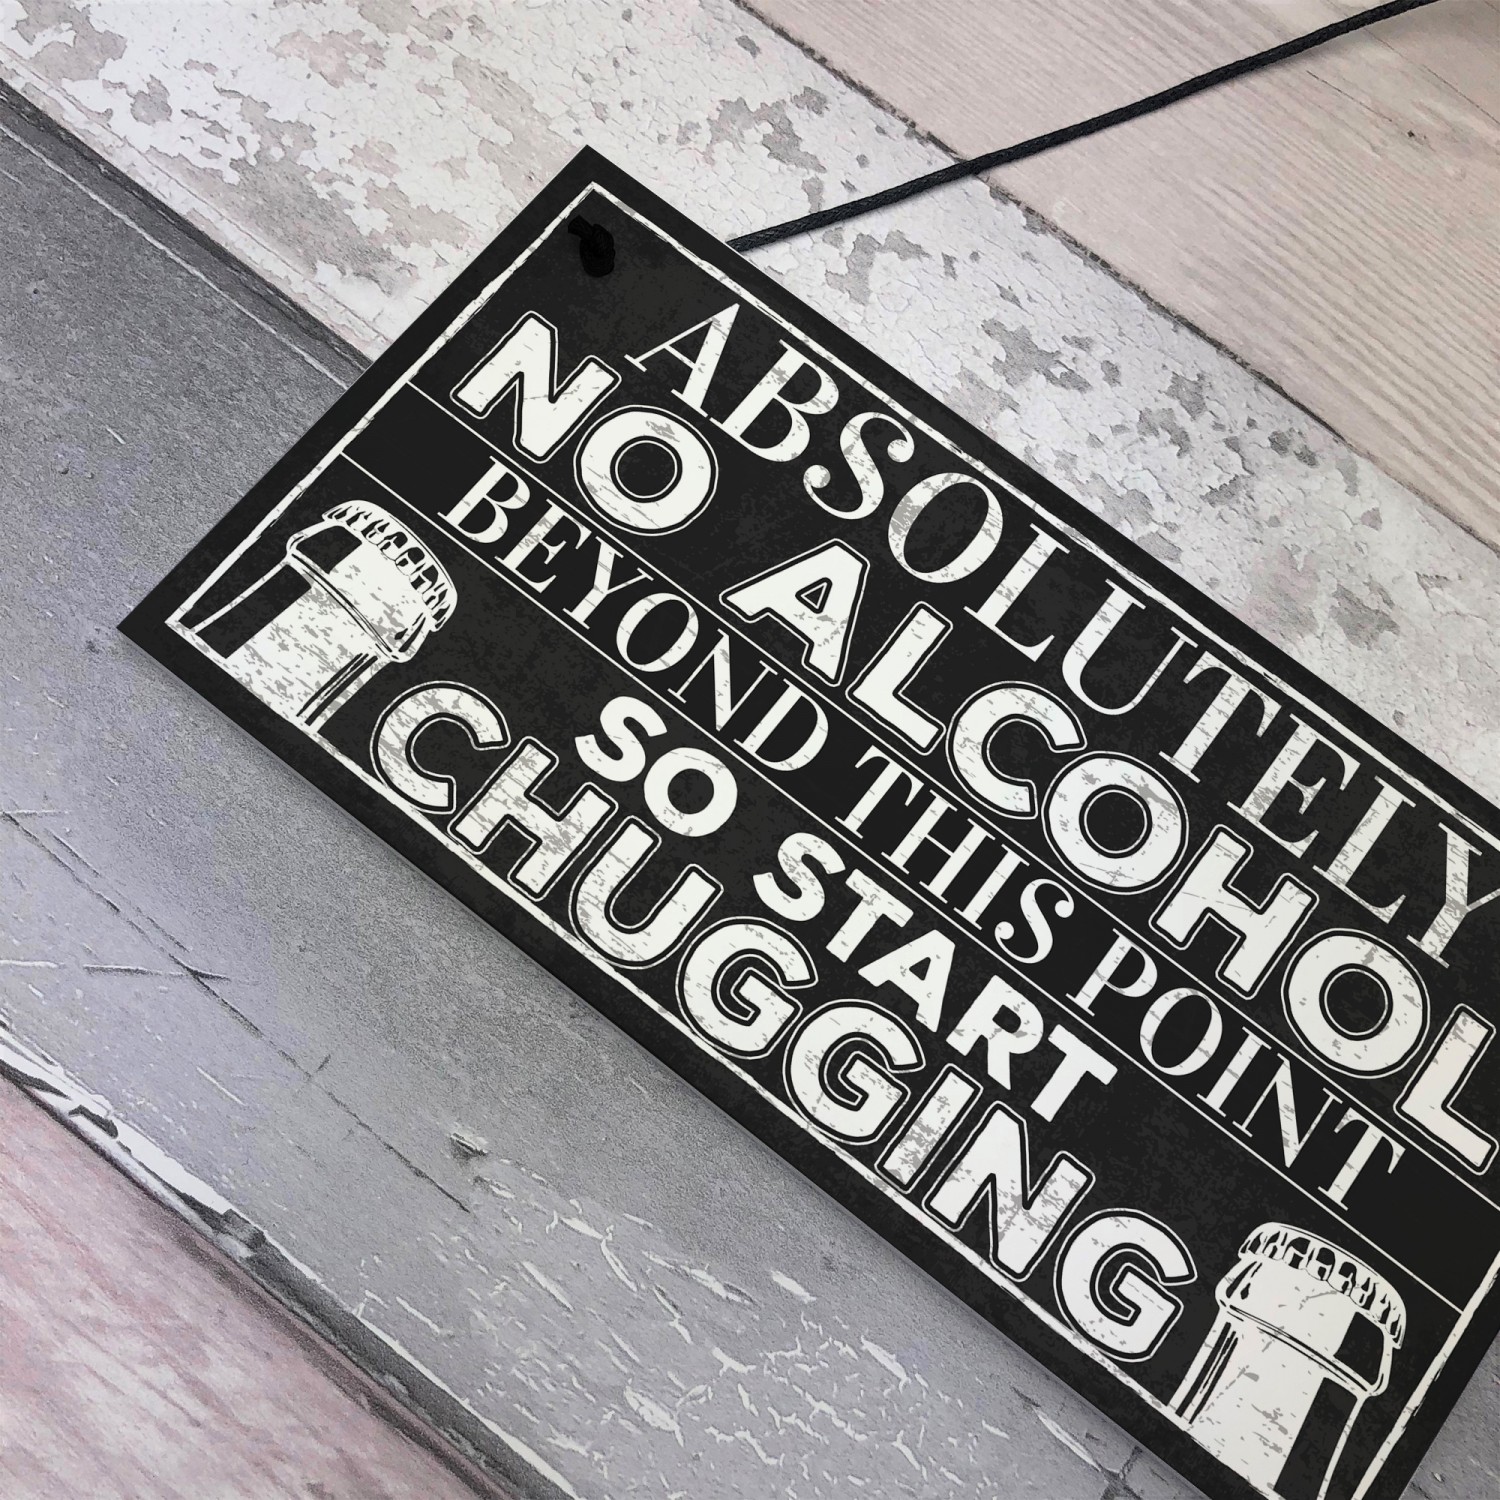 ABSOLUTELY
NO ALCOHOL
BEYOND THIS POINT
SO START
CHUGGING